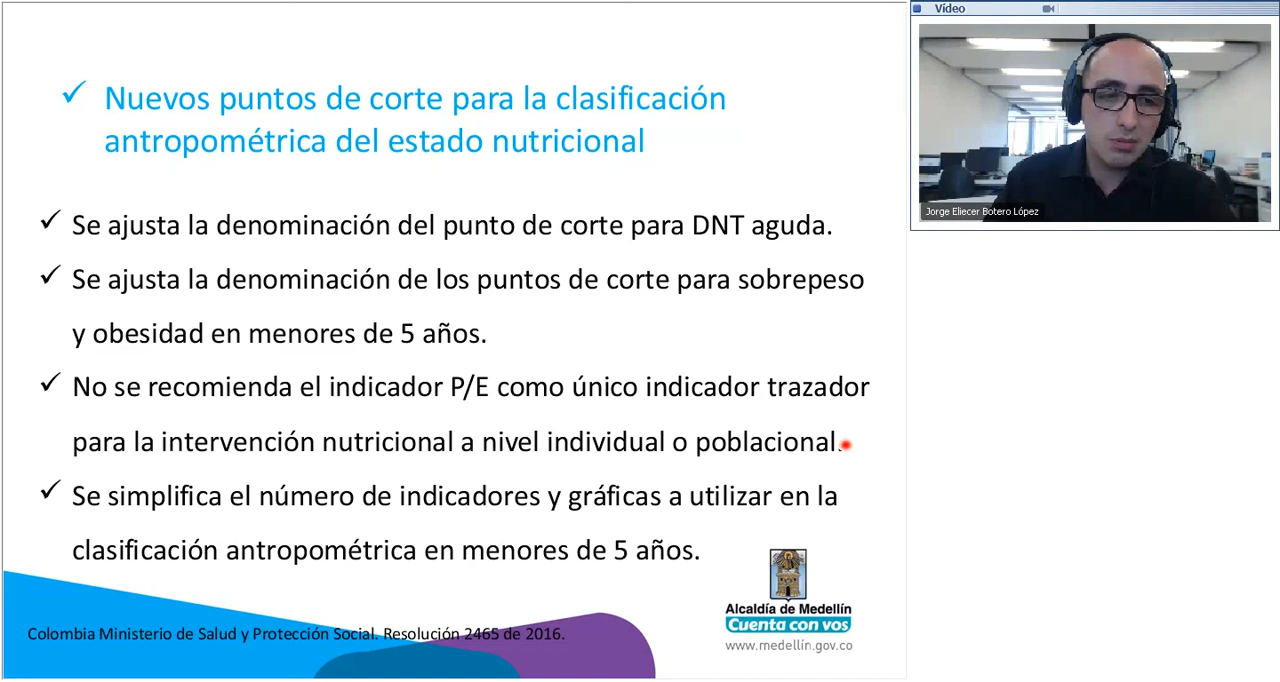 Nuevos puntos de corte para la clasificación
antropométrica del estado nutricional
Se ajusta la denominación del punto de corte para DNT aguda.
Se ajusta la denominación de los puntos de corte para sobrepeso
y obesidad en menores de 5 años.
No se recomienda el indicador P/E como único indicador trazador
para la intervención nutricional a nivel individual o poblacional.
Se simplifica el número de indicadores y gráficas a utilizar en la
clasificación antropométrica en menores de 5 años.
Colombia Ministerio de Salud y Protección Social. Resolución 2465 de 2016.
Alcaldía de Medellín
Cuenta con vos
www.medellín.gov.co
Vídeo
Jorge Eliecer Botero López